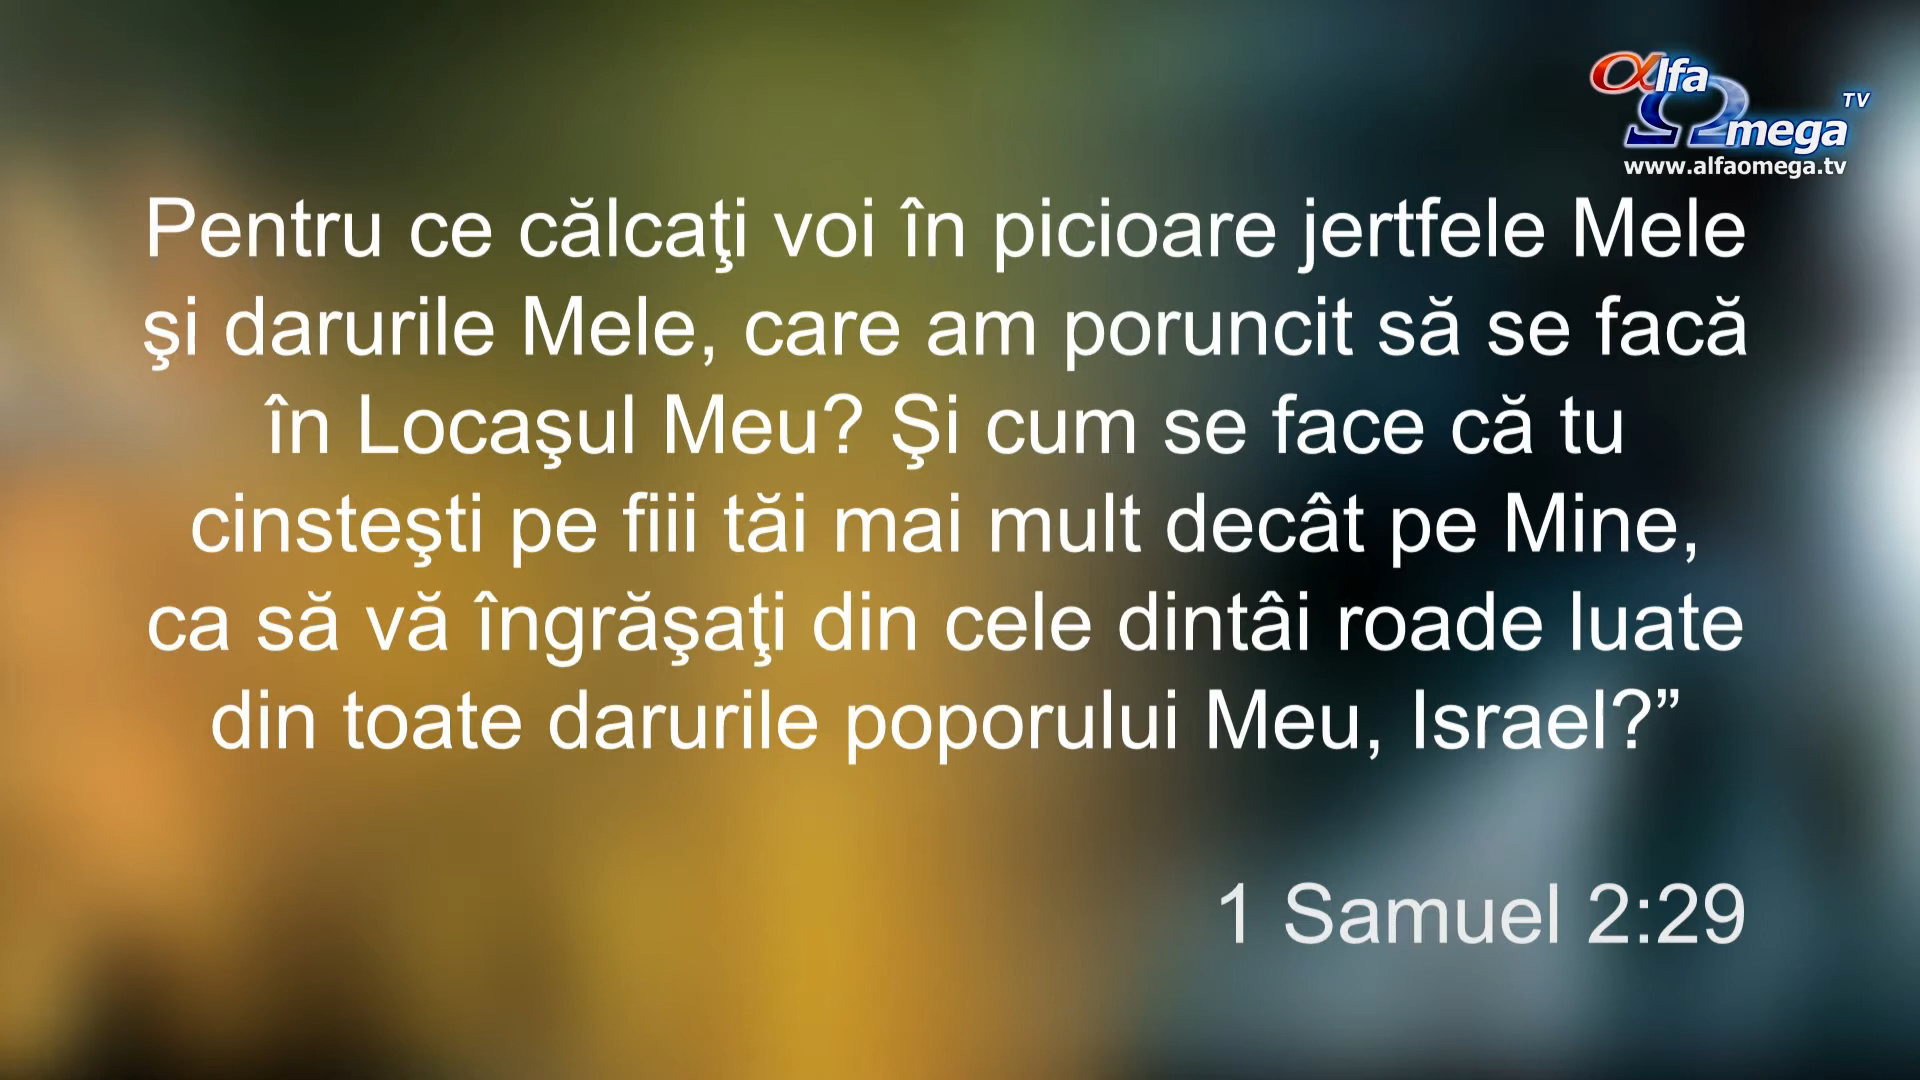 αlfa
Ωmega TV
www.alfaomega.tv
Pentru ce călcaţi voi în picioare jertfele Mele
şi darurile Mele, care am poruncit să se facă
în Locaşul Meu? Şi cum se face că tu
cinsteşti pe fiii tăi mai mult decât pe Mine,
ca să vă îngrăşaţi din cele dintâi roade luate
din toate darurile poporului Meu, Israel?”
1 Samuel 2:29